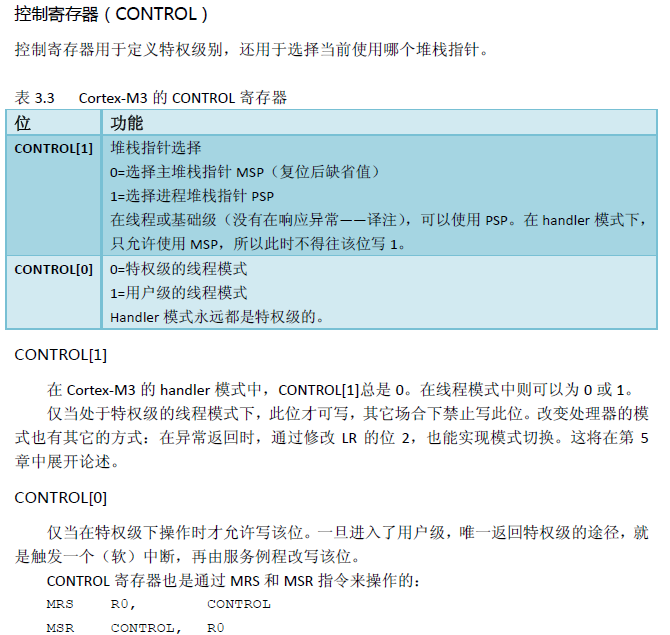 控制寄存器（CONTROL）
控制寄存器用于定义特权级别，还用于选择当前使用哪个堆栈指针。
表 3.3 Cortex-M3 的 CONTROL 寄存器
位 功能
CONTROL[1] 堆栈指针选择
0=选择主堆栈指针 MSP（复位后缺省值）
1=选择进程堆栈指针 PSP
在线程或基础级（没有在响应异常——译注），可以使用 PSP。在 handler 模式下，
只允许使用 MSP，所以此时不得往该位写 1。
CONTROL[0] 0=特权级的线程模式
1=用户级的线程模式
Handler 模式永远都是特权级的。
CONTROL[1]
在 Cortex-M3 的 handler 模式中，CONTROL[1]总是 0。在线程模式中则可以为 0 或 1。
仅当处于特权级的线程模式下，此位才可写，其它场合下禁止写此位。改变处理器的模
式也有其它的方式：在异常返回时，通过修改 LR 的位 2，也能实现模式切换。这将在第 5
章中展开论述。
CONTROL[0]
仅当在特权级下操作时才允许写该位。一旦进入了用户级，唯一返回特权级的途径，就
是触发一个（软）中断，再由服务例程改写该位。
CONTROL 寄存器也是通过 MRS 和 MSR 指令来操作的：
MRS R0, CONTROL
MSR CONTROL, R0